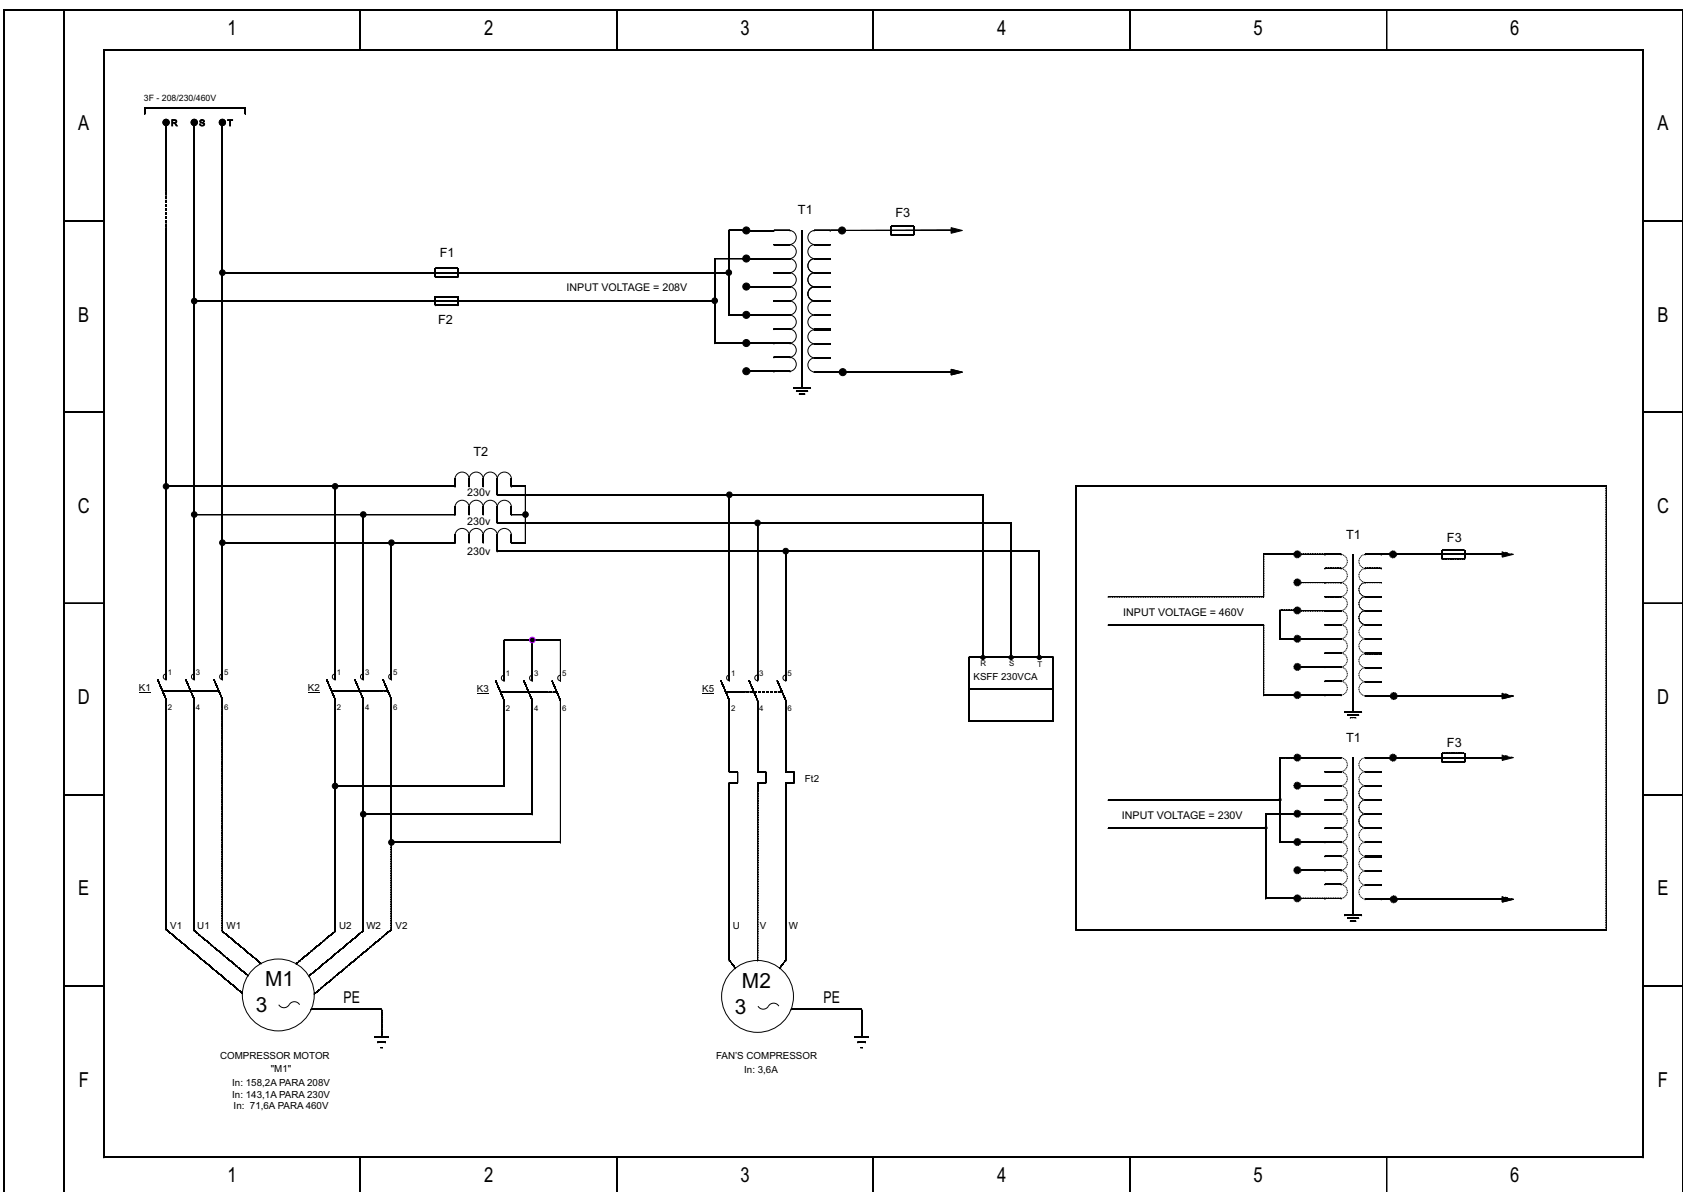 1 2 3 4 5 6
3F - 208/230/460V
A A
R S T
T1 F3
F1
INPUT VOLTAGE = 208V
B B
F2
T2
230v
C C
230v
230v
T1 F3
INPUT VOLTAGE = 460V
R S T
KSFF 230VCA
1 3 5 1 3 5 1 3 5 1 3 5
K1 K2 K3 K5
D D
2 4 6 2 4 6 2 4 6 2 4 6
T1 F3
Ft2
INPUT VOLTAGE = 230V
E E
V1 U1 W1 U2 W2 V2 U V W
M1 M2
3 PE 3 PE
COMPRESSOR MOTOR
"M1"
In: 158,2A PARA 208V
In: 143,1A PARA 230V
In: 71,6A PARA 460V
FAN'S COMPRESSOR
In: 3,6A
F F
1 2 3 4 5 6